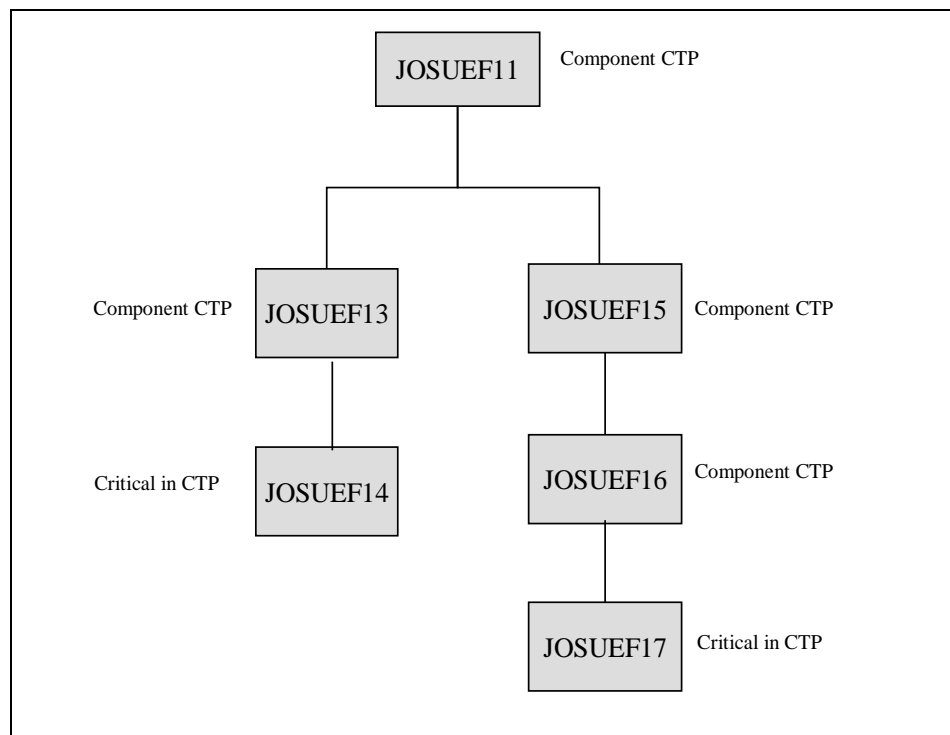 JOSUEF11
Component CTP
Component CTP
JOSUEF13
JOSUEF15
Component CTP
Critical in CTP
JOSUEF14
JOSUEF16
Component CTP
JOSUEF17
Critical in CTP